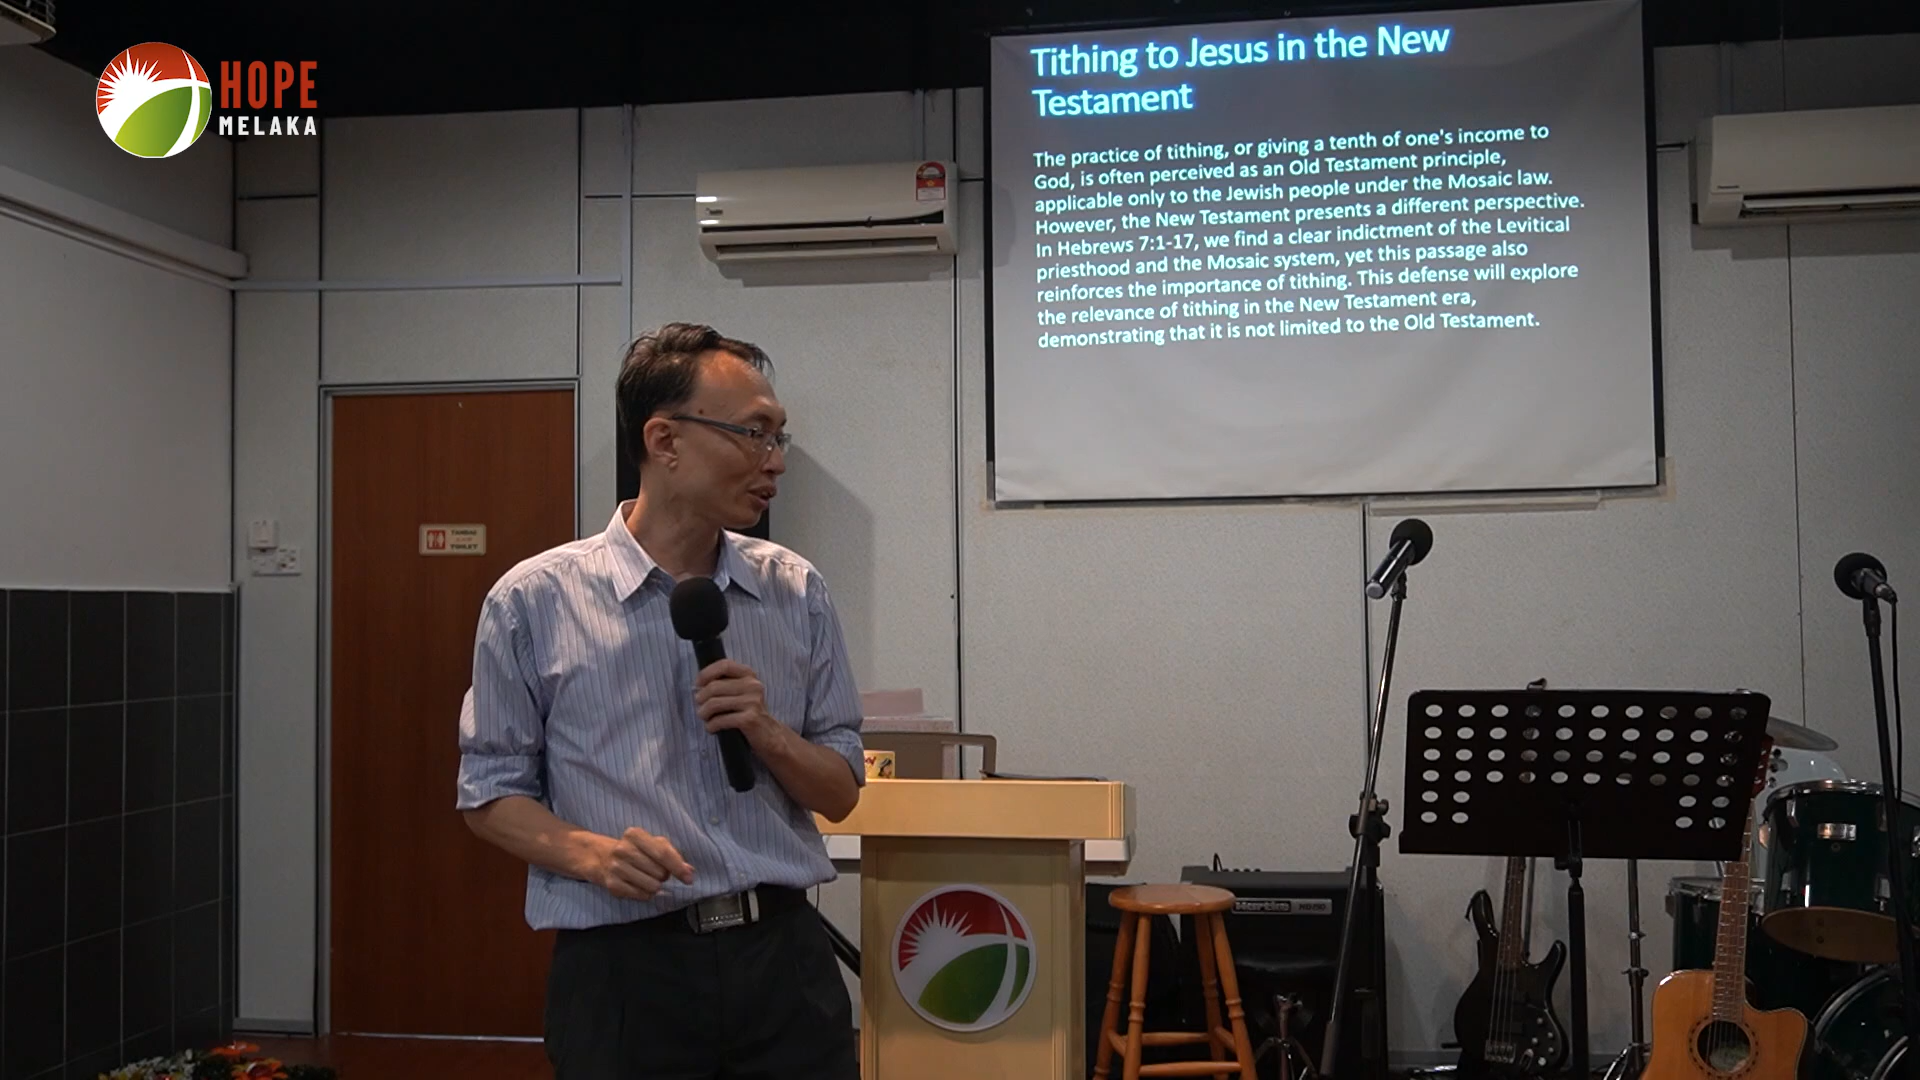 HOPE
MELAKA
Tithing to Jesus in the New
Testament
The practice of tithing, or giving a tenth of one's income to
God, is often perceived as an Old Testament principle,
applicable only to the Jewish people under the Mosaic law.
However, the New Testament presents a different perspective.
In Hebrews 7:1-17, we find a clear indictment of the Levitical
priesthood and the Mosaic system, yet this passage also
reinforces the importance of tithing. This defense will explore
the relevance of tithing in the New Testament era,
demonstrating that it is not limited to the Old Testament.
TANDAS
TOILET
Hartke